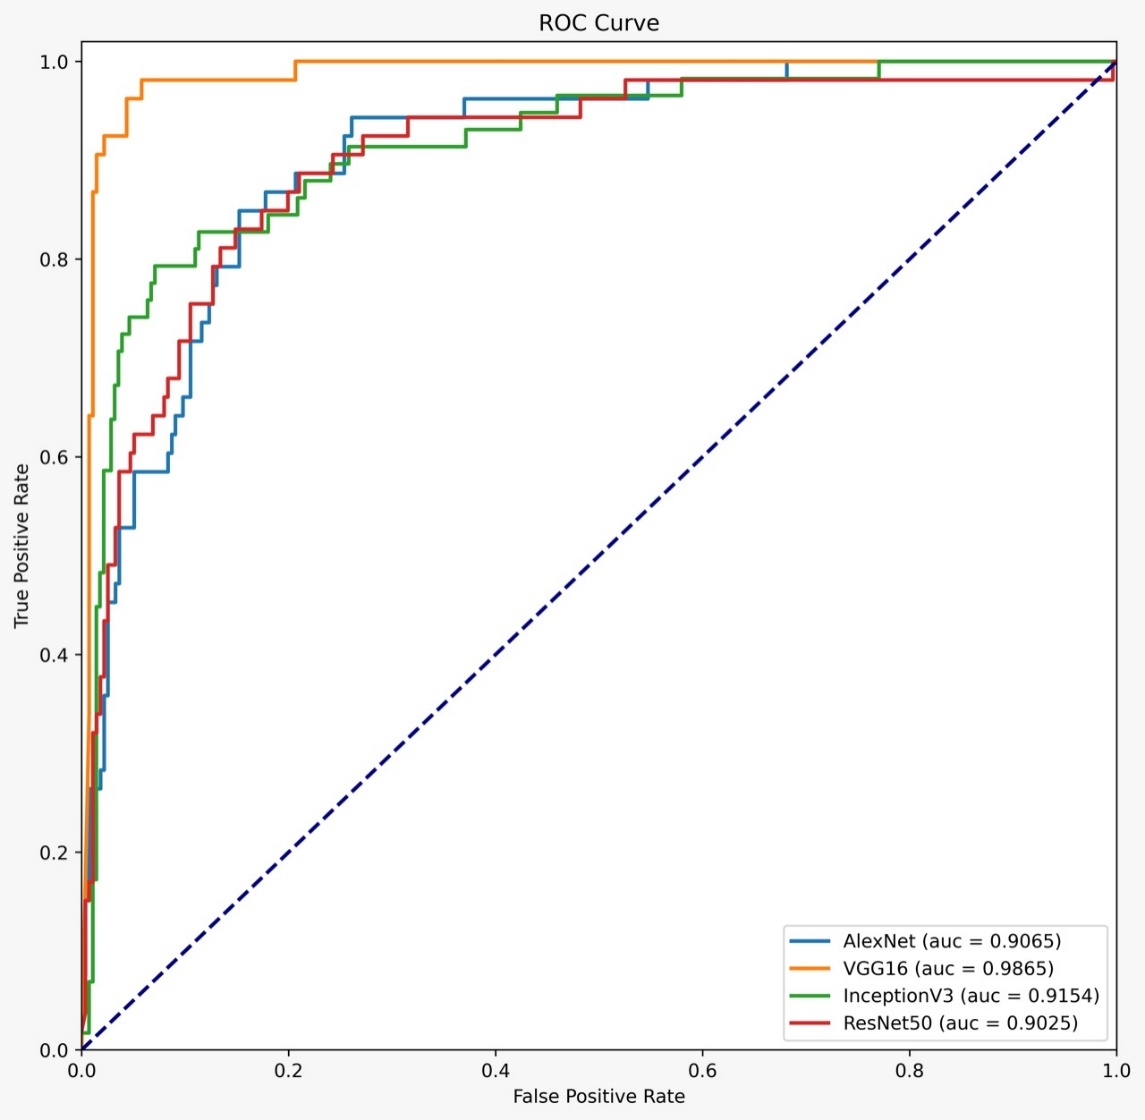 ROC Curve
True Positive Rate
1.0
0.8
0.6
0.4
0.2
0.0
0.0 0.2 0.4 0.6 0.8 1.0
False Positive Rate
AlexNet (auc = 0.9065)
VGG16 (auc = 0.9865)
InceptionV3 (auc = 0.9154)
ResNet50 (auc = 0.9025)